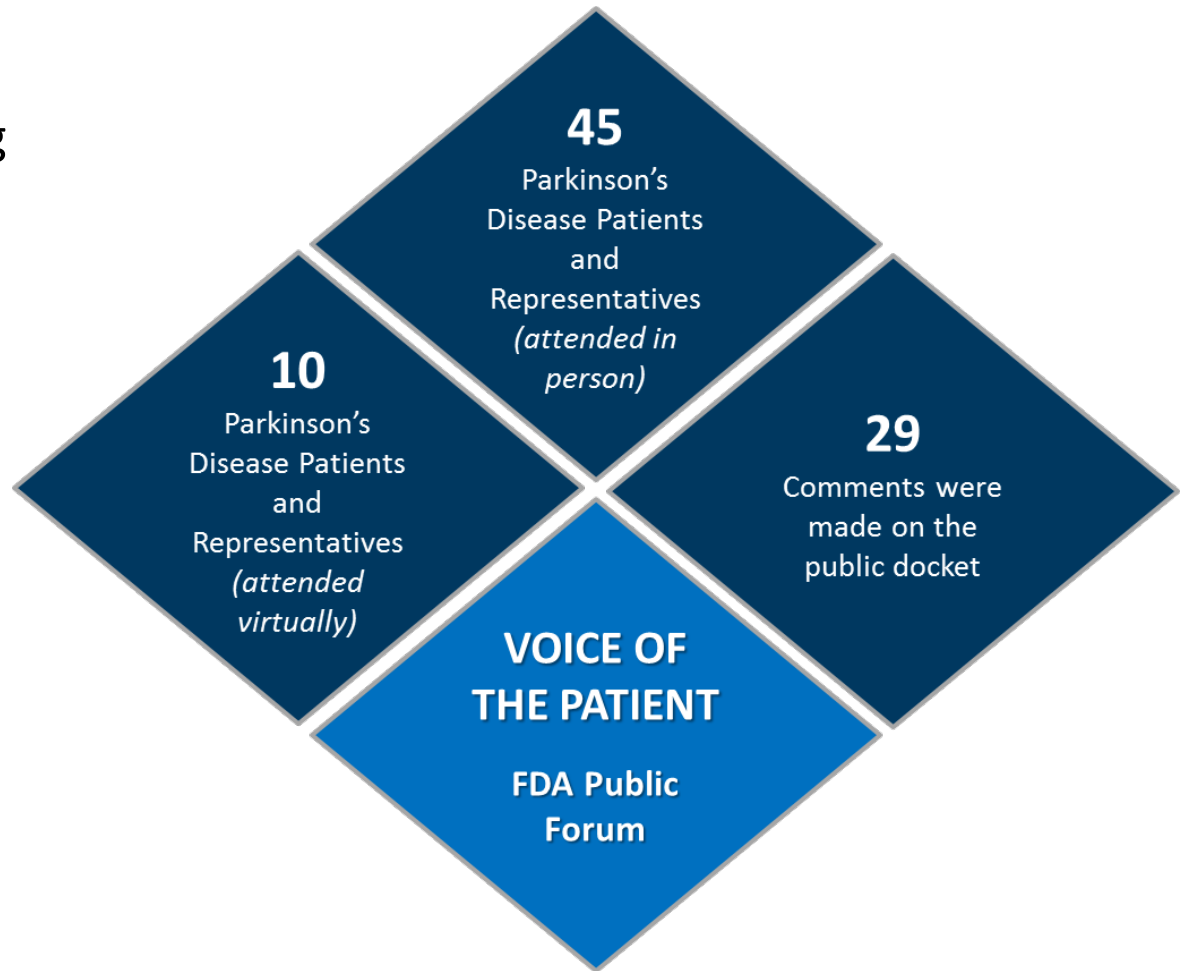 g
45
Parkinson's
Disease Patients
and
Representatives
(attended in
person)
10
Parkinson's
Disease Patients
and
Representatives
(attended
virtually)
29
Comments were
made on the
public docket
VOICE OF
THE PATIENT
FDA Public
Forum